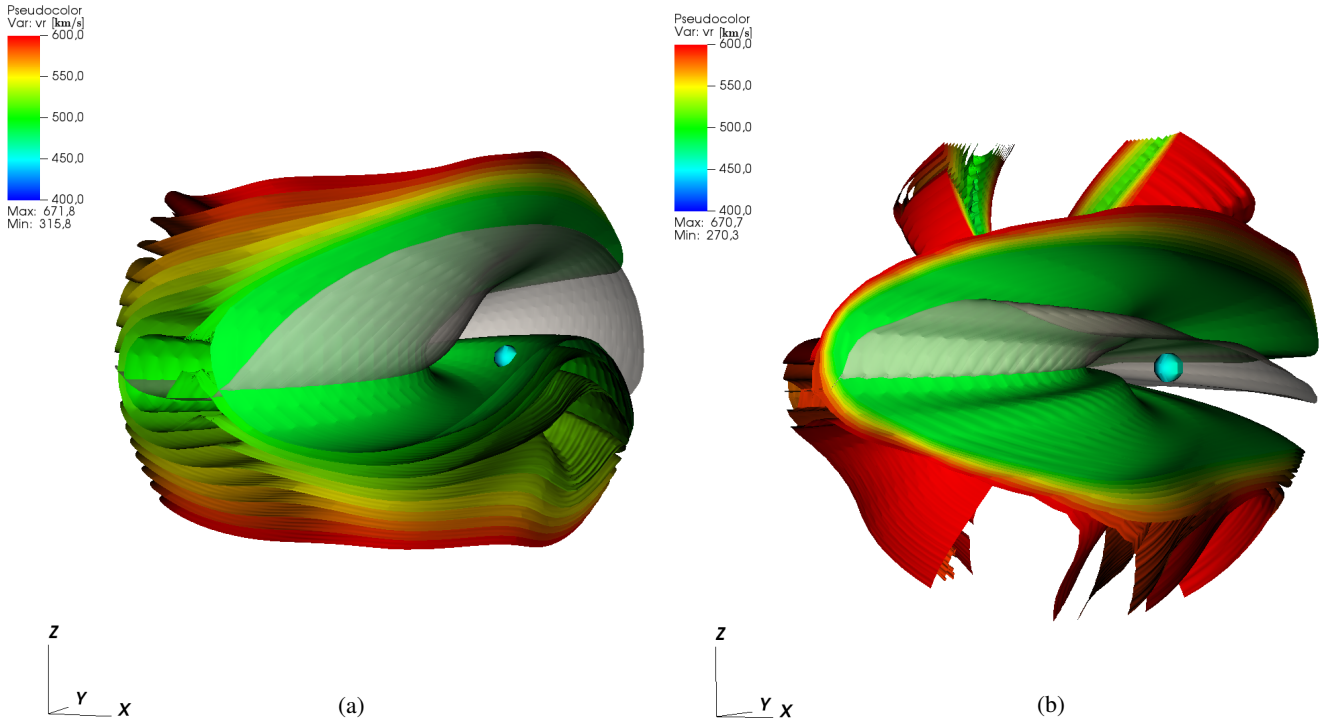 Pseudocolor
Var: vr [km/s]
600,0
550,0
500,0
450,0
400,0
Max: 671,8
Min: 315,8
Z
Y
X
(a)
Pseudocolor
Var: vr [km/s]
600,0
550,0
500,0
450,0
400,0
Max: 670,7
Min: 270,3
Z
Y
X
(b)